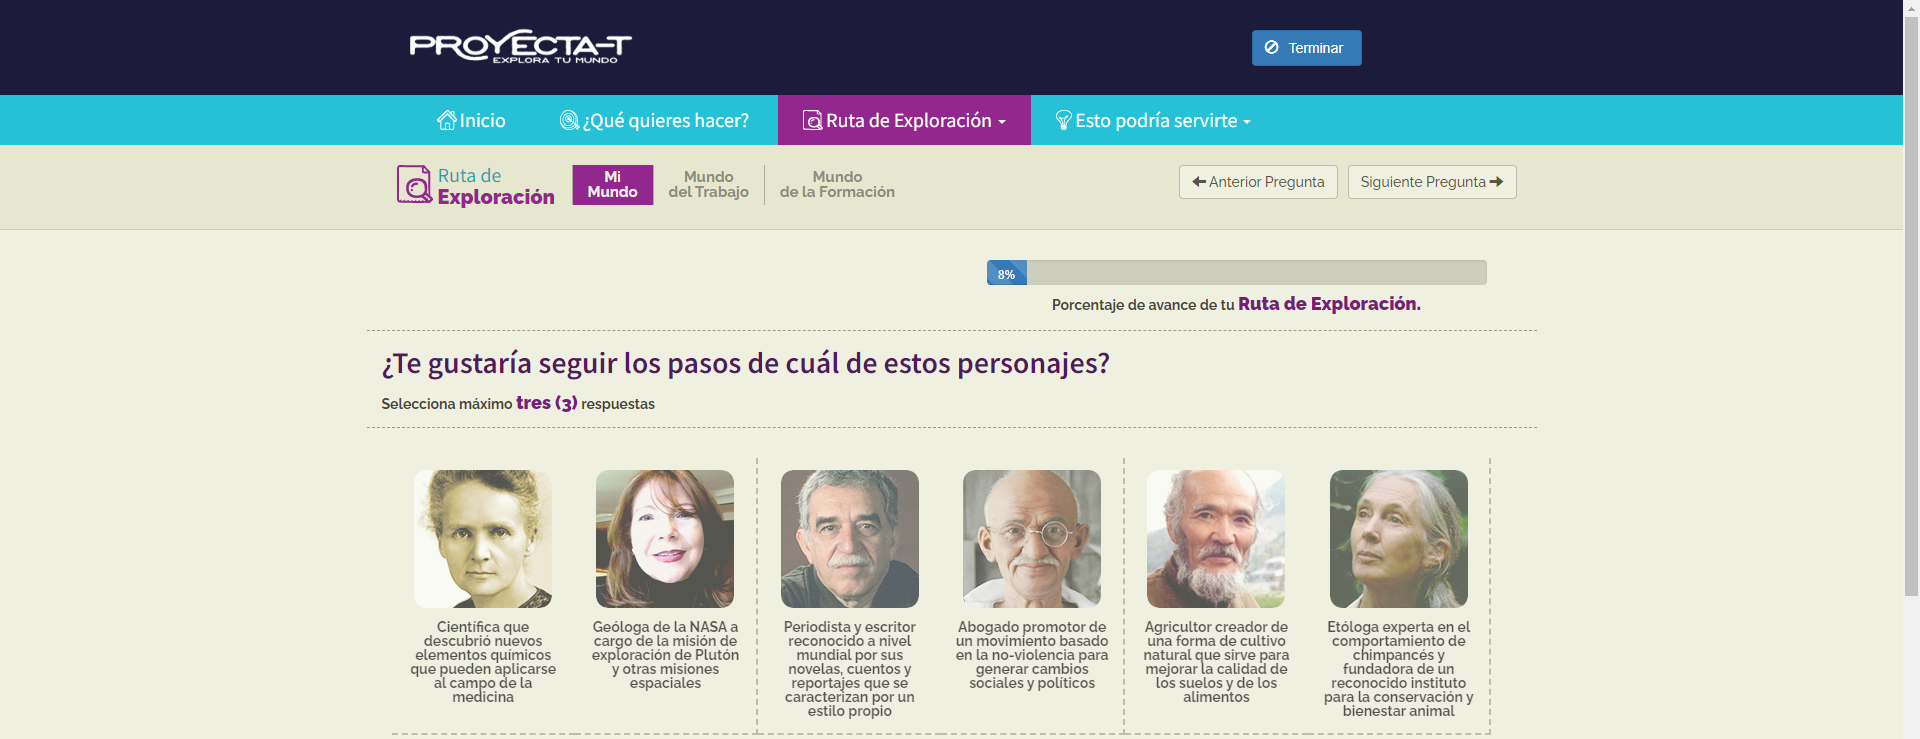 PROYECTA-T
EXPLORA TU MUNDO
Terminar
Inicio
¿Qué quieres hacer?
Ruta de Exploración
Esto podría servirte
Ruta de
Exploración
Mi
Mundo
Mundo
del Trabajo
Mundo
de la Formación
Anterior Pregunta
Siguiente Pregunta
8%
Porcentaje de avance de tu Ruta de Exploración.
¿Te gustaría seguir los pasos de cuál de estos personajes?
Selecciona máximo tres (3) respuestas
Científica que
descubrió nuevos
elementos químicos
que pueden aplicarse
al campo de la
medicina
Geóloga de la NASA a
cargo de la misión de
exploración de Plutón
y otras misiones
espaciales
Periodista y escritor
reconocido a nivel
mundial por sus
novelas, cuentos y
reportajes que se
caracterizan por un
estilo propio
Abogado promotor de
un movimiento basado
en la no-violencia para
generar cambios
sociales y políticos
Agricultor creador de
una forma de cultivo
natural que sirve para
mejorar la calidad de
los suelos y de los
alimentos
Etóloga experta en el
comportamiento de
chimpancés y
fundadora de un
reconocido instituto
para la conservación y
bienestar animal